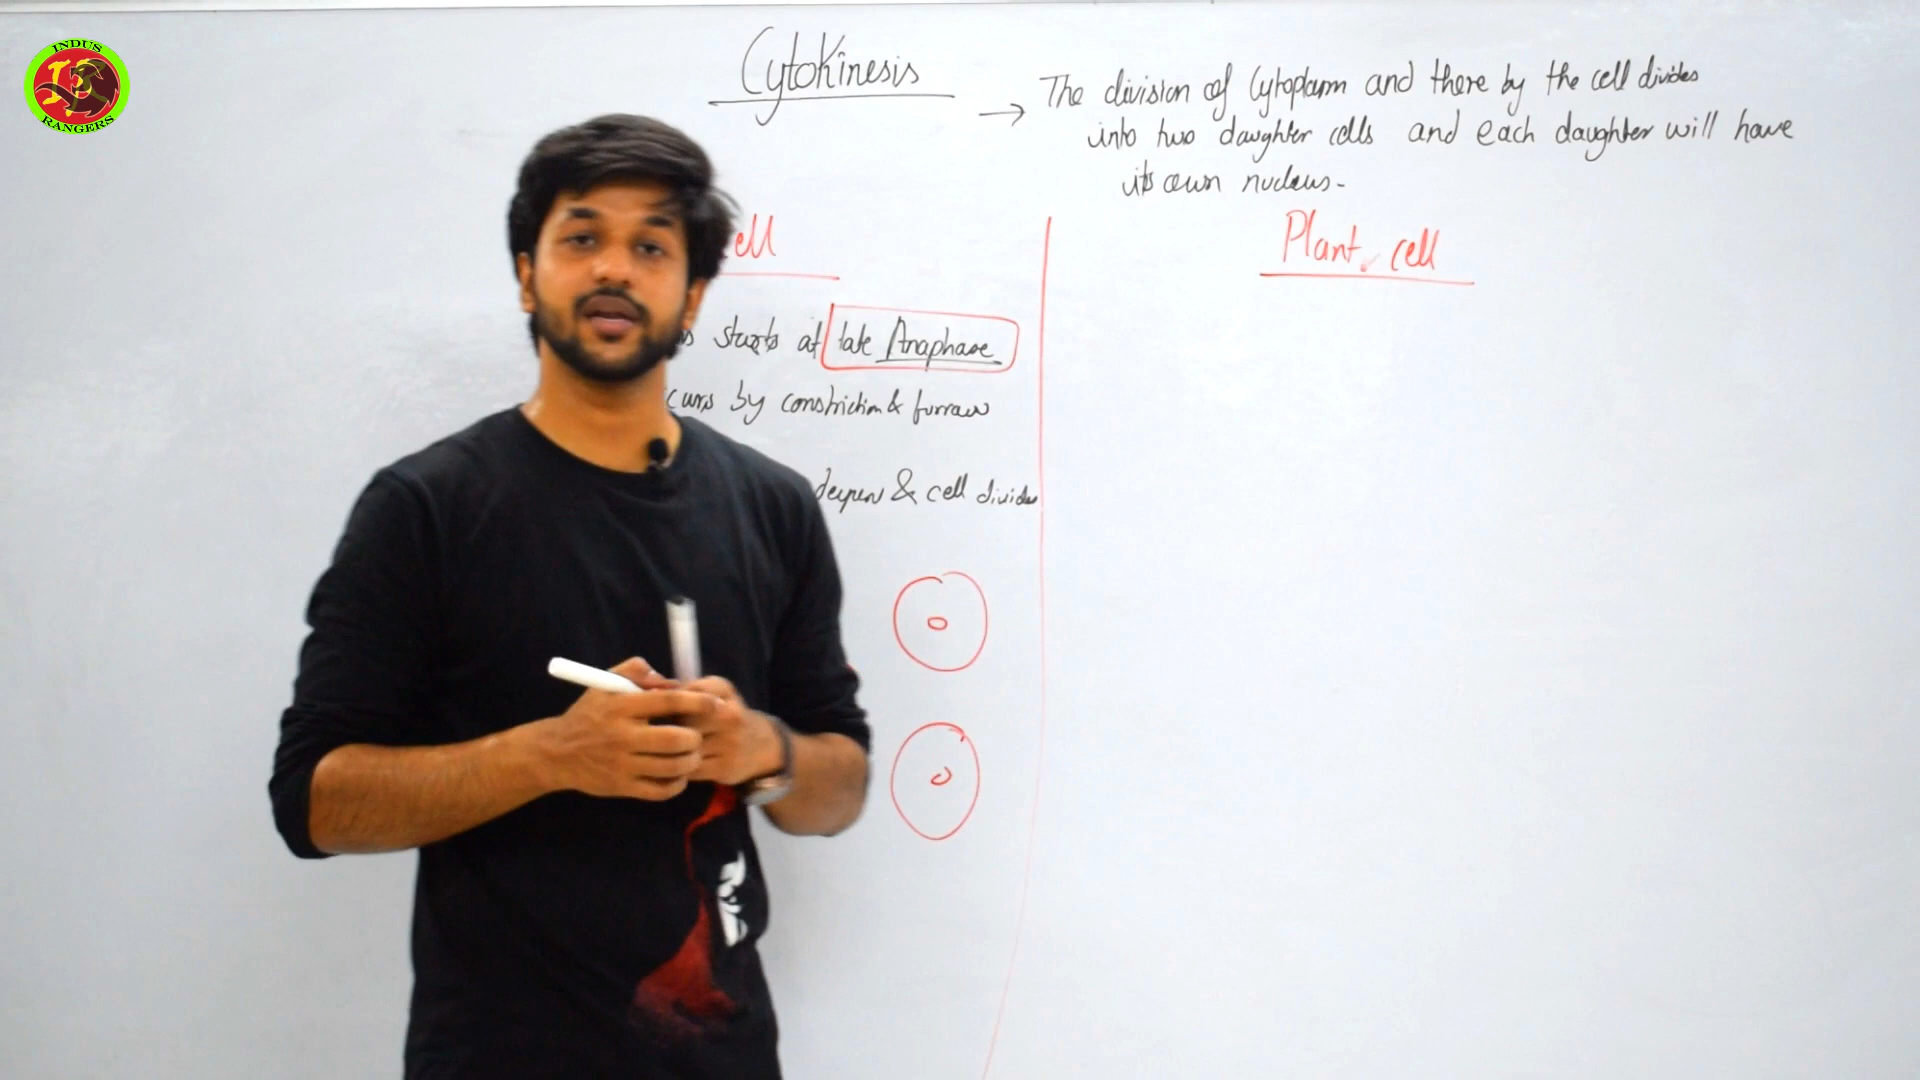 INDUS
RANGERS
Cytokinesis
→ The division of Cytoplasm and there by the cell divides
into two daughter cells and each daughter will have
its own nucleus-
ell
Plant cell
starts at late Anaphase
curs by constriction & furrow
deepen & cell divides